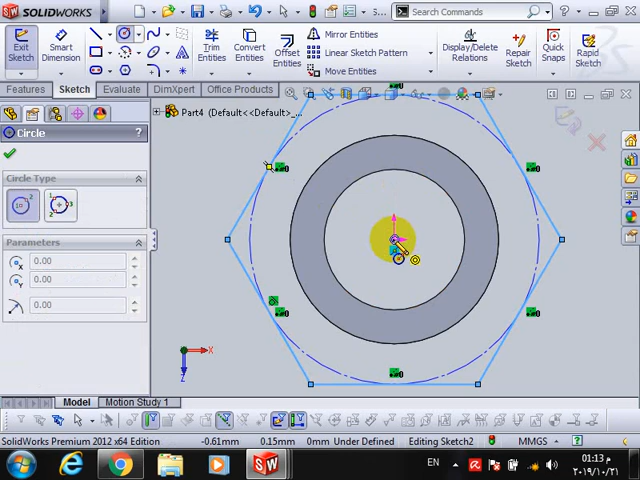 SOLIDWORKS
Search Commands
Exit Sketch
Smart Dimension
Trim Entities
Convert Entities
Offset Entities
Mirror Entities
Linear Sketch Pattern
Move Entities
Display/Delete Relations
Repair Sketch
Quick Snaps
Rapid Sketch
Features
Sketch
Evaluate
DimXpert
Office Products
Part4 (Default<<Default>_...
Circle
?
Circle Type
Parameters
0.00
0.00
0.00
X
Z
Model
Motion Study 1
SolidWorks Premium 2012 x64 Edition
-0.61mm
0.15mm
0mm
Under Defined
Editing Sketch2
MMGS
EN
01:13 م
٢٠١٩/١٠/٢١